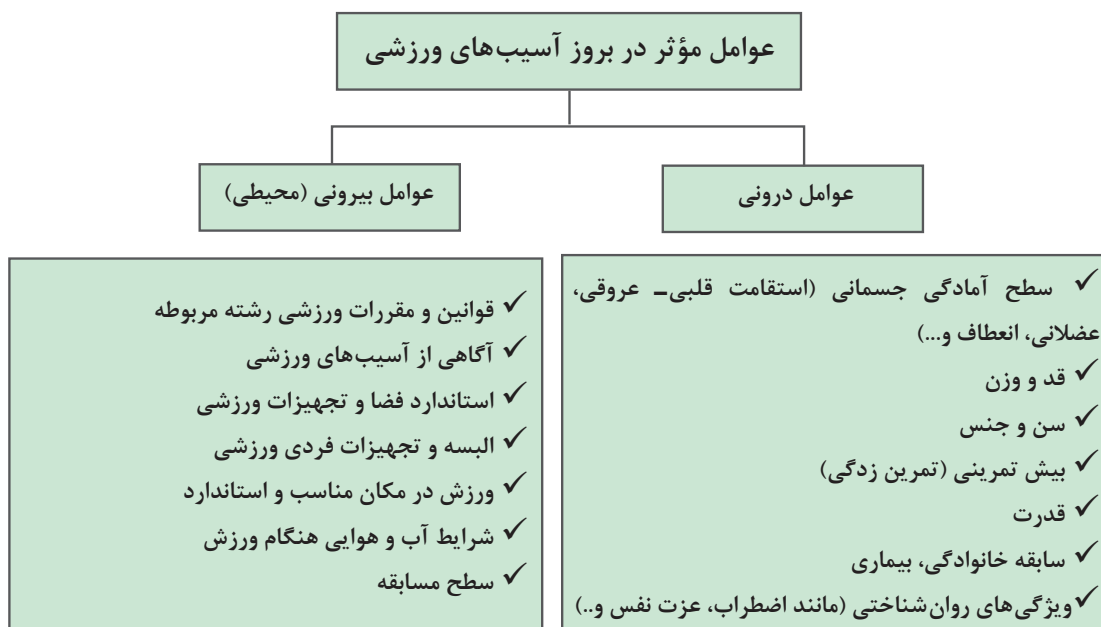 عوامل مؤثر در بروز آسیب‌های ورزشی
عوامل درونی
عوامل بیرونی (محیطی)
✓ سطح آمادگی جسمانی (استقامت قلبی ـ عروقی،
عضلانی، انعطاف و...)
✓ قد و وزن
✓ سن و جنس
✓ بیش تمرینی (تمرین زدگی)
✓ قدرت
✓ سابقه خانوادگی، بیماری
✓ ویژگی‌های روان‌شناختی (مانند اضطراب، عزت نفس و..)
✓ قوانین و مقررات ورزشی رشته مربوطه
✓ آگاهی از آسیب‌های ورزشی
✓ استاندارد فضا و تجهیزات ورزشی
✓ البسه و تجهیزات فردی ورزشی
✓ ورزش در مکان مناسب و استاندارد
✓ شرایط آب و هوایی هنگام ورزش
✓ سطح مسابقه